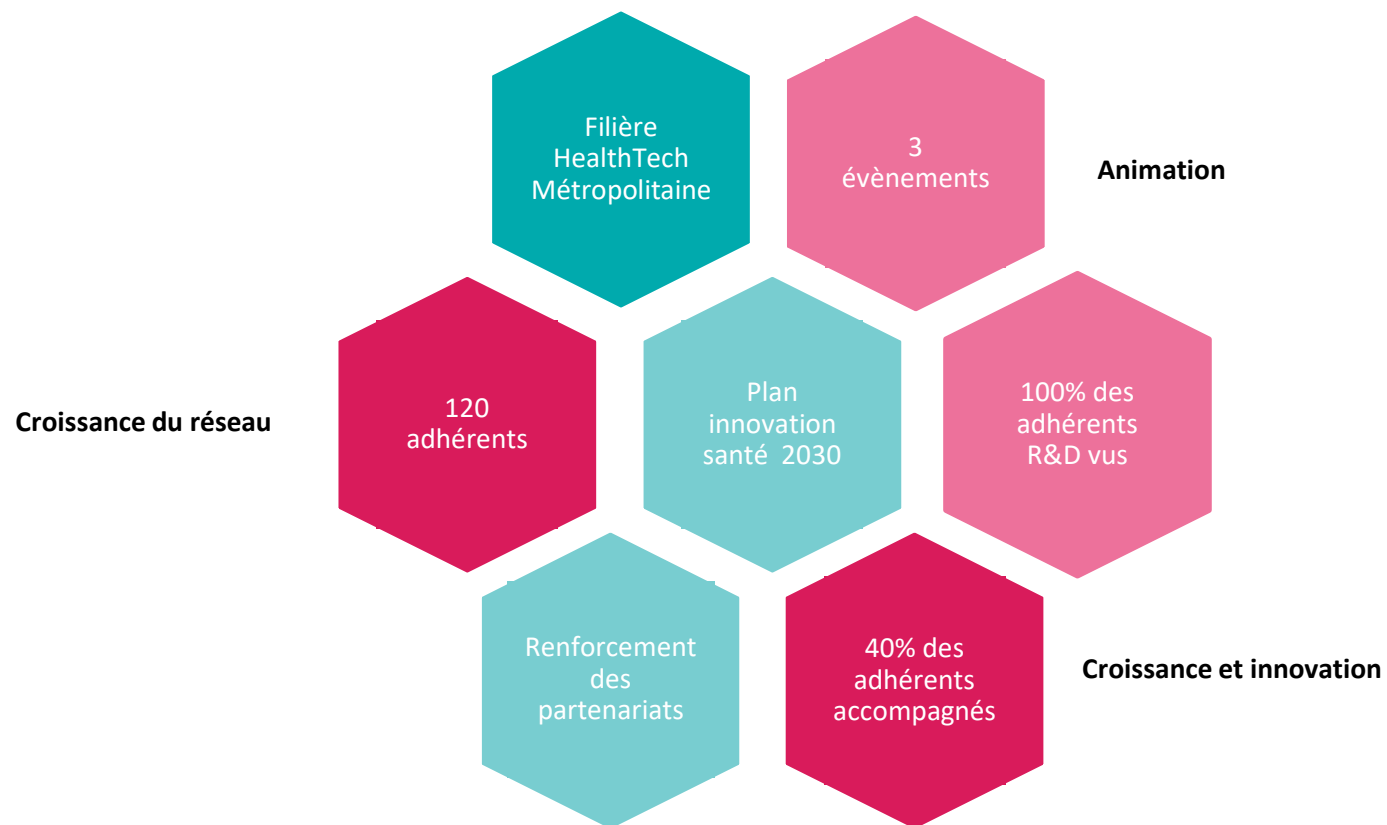 Filière
HealthTech
Métropolitaine
3
évènements
Animation
Croissance du réseau
120
adhérents
Plan
innovation
santé  2030
100% des
adhérents
R&D vus
Renforcement
des
partenariats
40% des
adhérents
accompagnés
Croissance et innovation